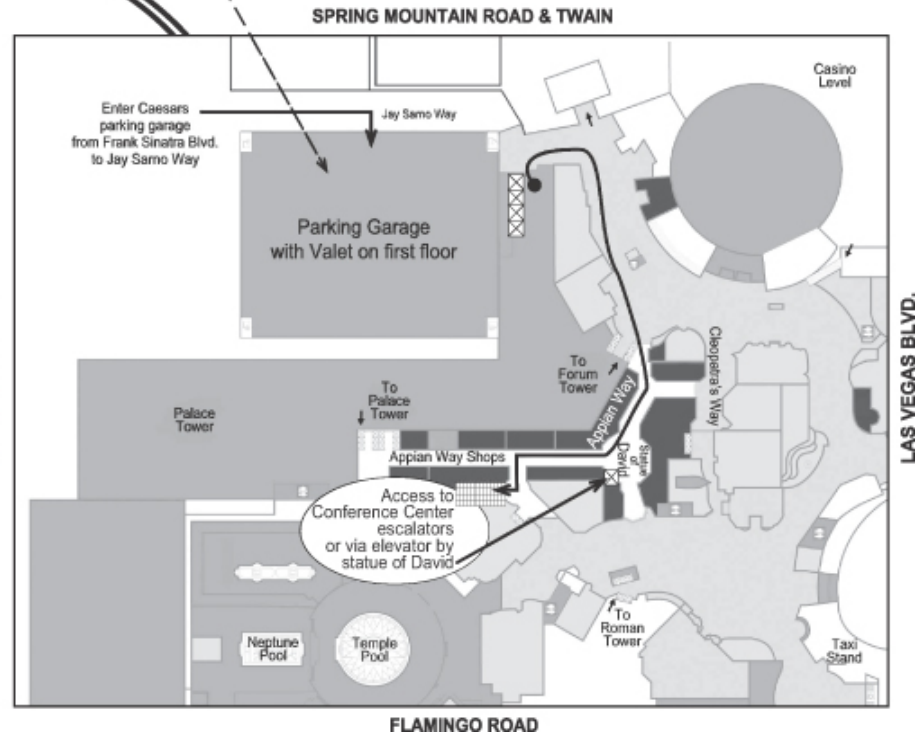 SPRING MOUNTAIN ROAD & TWAIN
Casino
Level
Enter Caesars
parking garage
from Frank Sinatra Blvd.
to Jay Sarno Way
Jay Sarno Way
Parking Garage
with Valet on first floor
LAS VEGAS BLVD.
Cleopatra's Way
To
Forum
Tower
Appian Way
To
Palace
Tower
Palace
Tower
Appian Way Shops
Statue
of
David
Access to
Conference Center
escalators
or via elevator by
statue of David
To
Roman
Tower
Neptune
Pool
Temple
Pool
Taxi
Stand
FLAMINGO ROAD